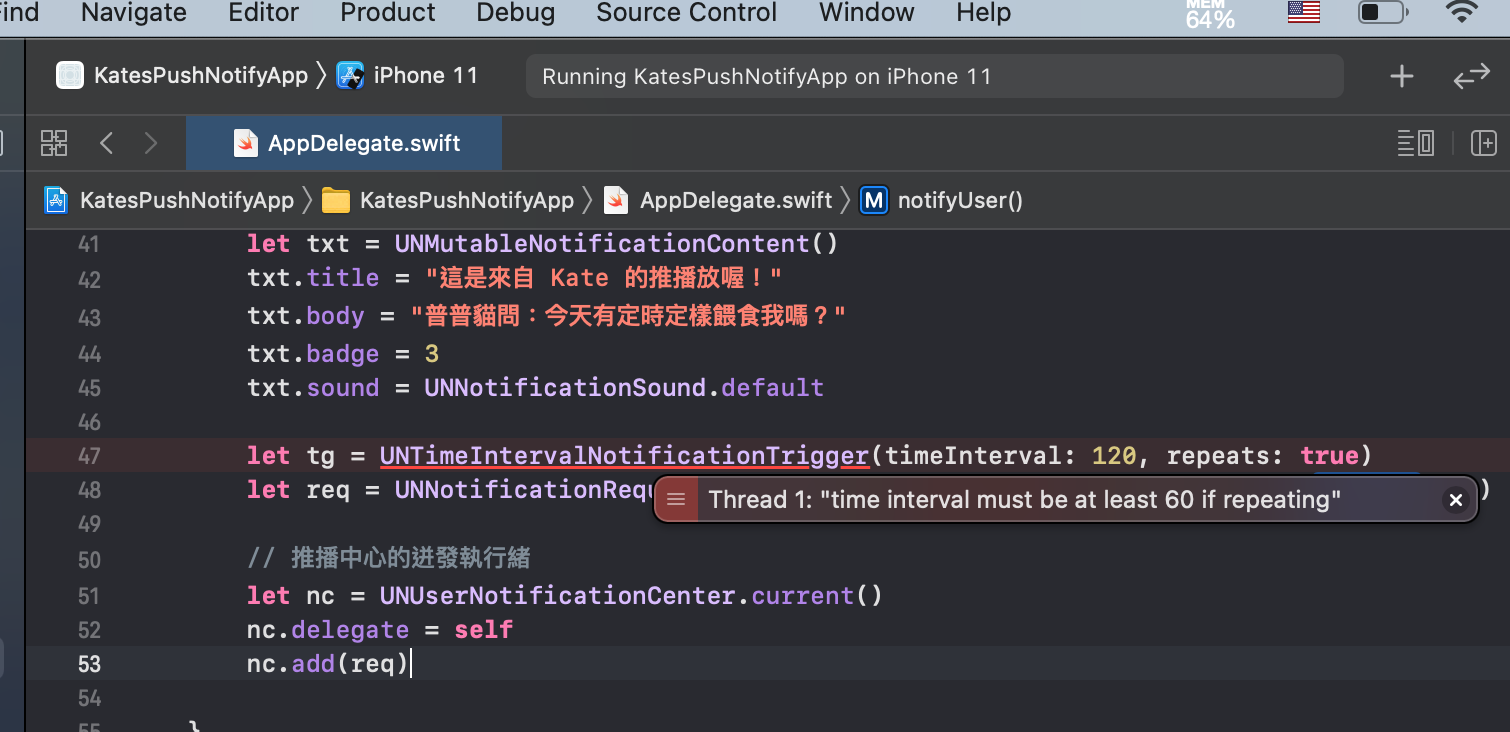 Navigate Editor Product Debug Source Control Window Help MEM 64%
KatesPushNotifyApp 〉 iPhone 11 Running KatesPushNotifyApp on iPhone 11
AppDelegate.swift
KatesPushNotifyApp 〉 KatesPushNotifyApp 〉 AppDelegate.swift 〉 M notifyUser()
41 let txt = UNMutableNotificationContent()
42 txt.title = "這是來自 Kate 的推播放喔！"
43 txt.body = "普普貓問：今天有定時定樣餵食我嗎？"
44 txt.badge = 3
45 txt.sound = UNNotificationSound.default
46
47 let tg = UNTimeIntervalNotificationTrigger(timeInterval: 120, repeats: true)
48 let req = UNNotificationRequ )
Thread 1: "time interval must be at least 60 if repeating"
49
50 // 推播中心的迸發執行緒
51 let nc = UNUserNotificationCenter.current()
52 nc.delegate = self
53 nc.add(req)
54
55 }